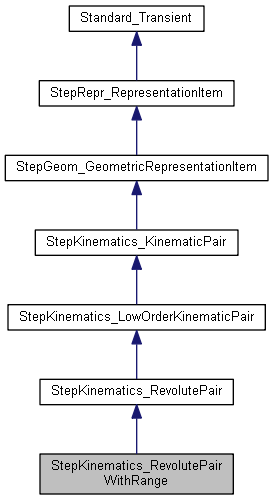 Standard_Transient
StepRepr_RepresentationItem
StepGeom_GeometricRepresentationItem
StepKinematics_KinematicPair
StepKinematics_LowOrderKinematicPair
StepKinematics_RevolutePair
StepKinematics_RevolutePair
WithRange